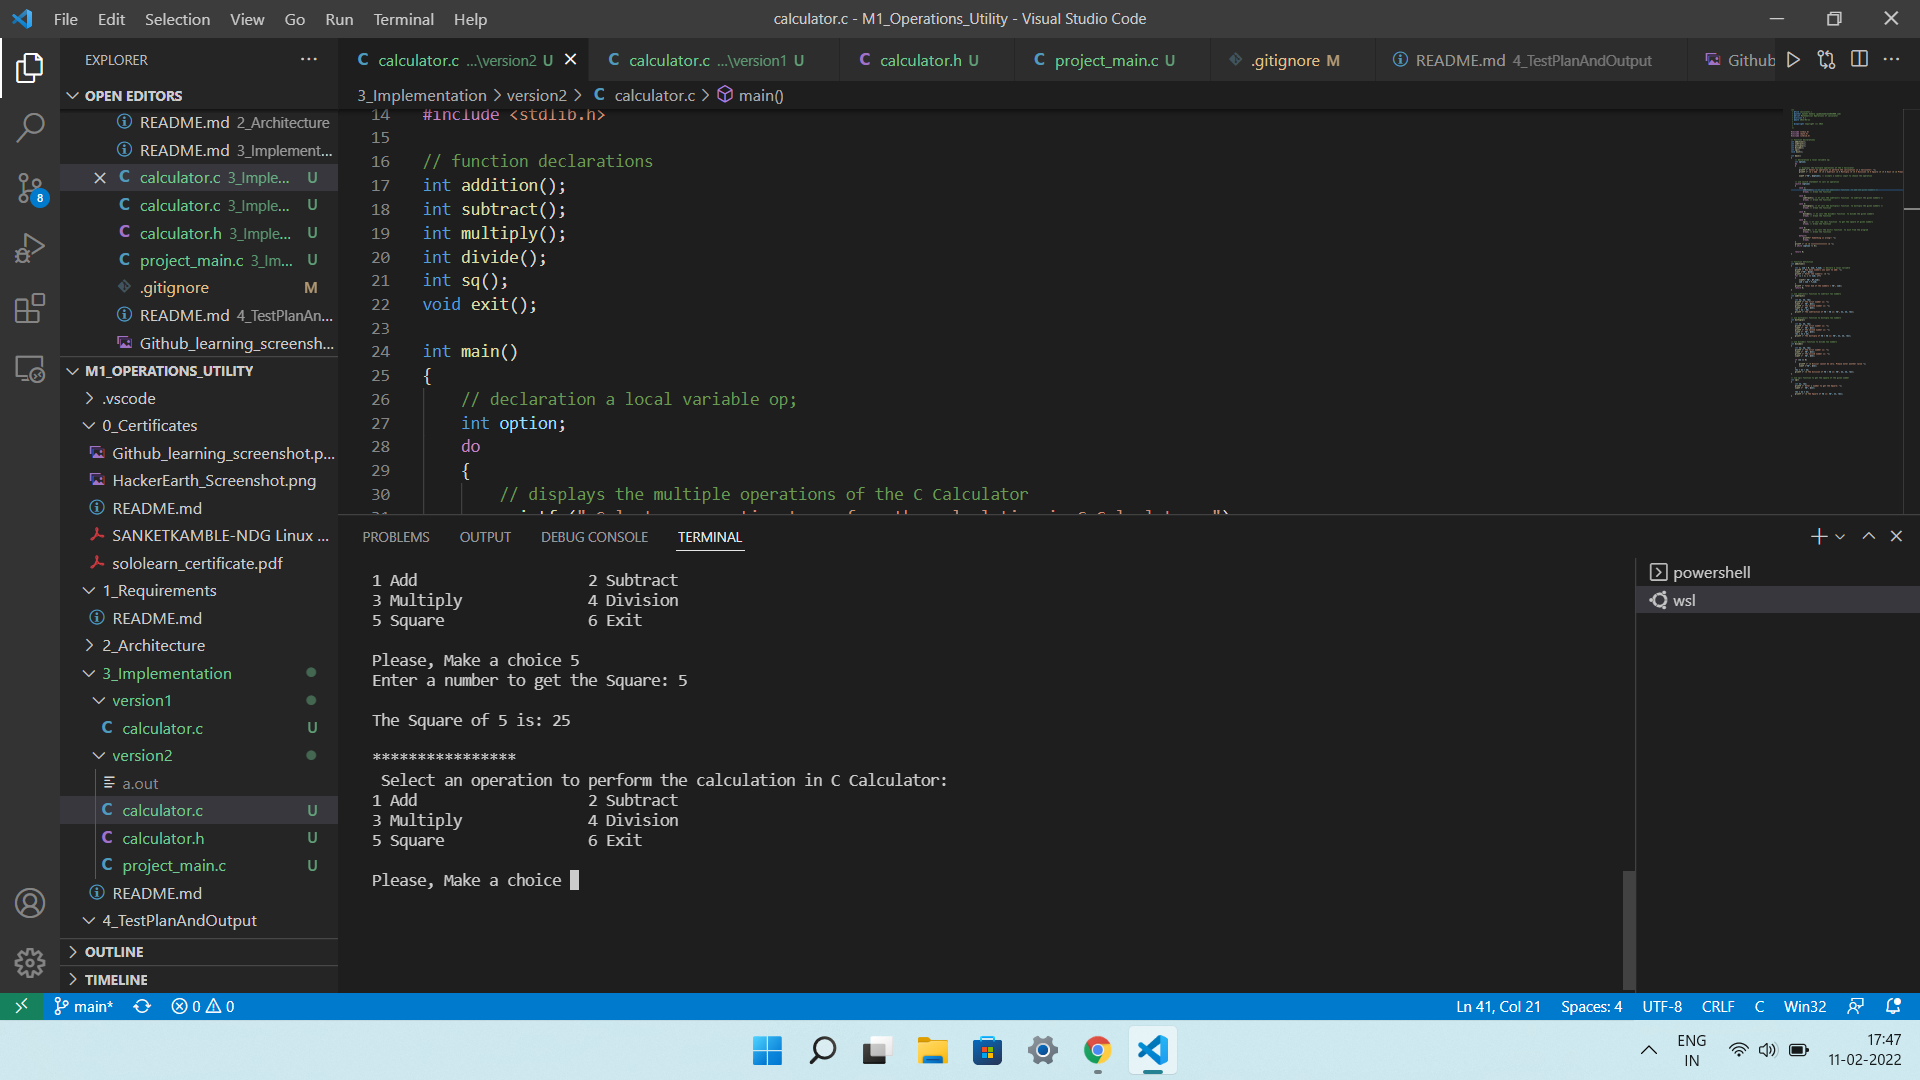 File Edit Selection View Go Run Terminal Help
calculator.c - M1_Operations_Utility - Visual Studio Code
EXPLORER
OPEN EDITORS
README.md 2_Architecture
README.md 3_Implement...
calculator.c 3_Imple... U
calculator.c 3_Imple... U
calculator.h 3_Imple... U
project_main.c 3_Im... U
.gitignore M
README.md 4_TestPlanAn...
Github_learning_screensh...
M1_OPERATIONS_UTILITY
.vscode
0_Certificates
Github_learning_screenshot.p...
HackerEarth_Screenshot.png
README.md
SANKETKAMBLE-NDG Linux ...
sololearn_certificate.pdf
1_Requirements
README.md
2_Architecture
3_Implementation
version1
calculator.c U
version2
a.out
calculator.c U
calculator.h U
project_main.c U
README.md
4_TestPlanAndOutput
OUTLINE
TIMELINE
8
calculator.c ...\version2 U
calculator.c ...\version1 U
calculator.h U
project_main.c U
.gitignore M
README.md 4_TestPlanAndOutput
Github
3_Implementation > version2 > C calculator.c > main()
14 #include <stdlib.h>
15
16 // function declarations
17 int addition();
18 int subtract();
19 int multiply();
20 int divide();
21 int sq();
22 void exit();
23
24 int main()
25 {
26 // declaration a local variable op;
27 int option;
28 do
29 {
30 // displays the multiple operations of the C Calculator
PROBLEMS OUTPUT DEBUG CONSOLE TERMINAL
1 Add 2 Subtract
3 Multiply 4 Division
5 Square 6 Exit
Please, Make a choice 5
Enter a number to get the Square: 5
The Square of 5 is: 25
****************
Select an operation to perform the calculation in C Calculator:
1 Add 2 Subtract
3 Multiply 4 Division
5 Square 6 Exit
Please, Make a choice
powershell
wsl
main* 0 0
Ln 41, Col 21 Spaces: 4 UTF-8 CRLF C Win32
ENG
IN
17:47
11-02-2022